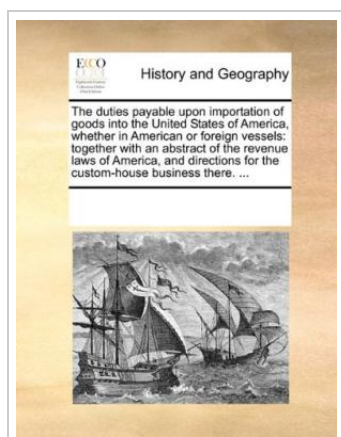 ECCO
History and Geography
The duties payable upon importation of
goods into the United States of America,
whether in American or foreign vessels:
together with an abstract of the revenue
laws of America, and directions for the
custom-house business there. ...